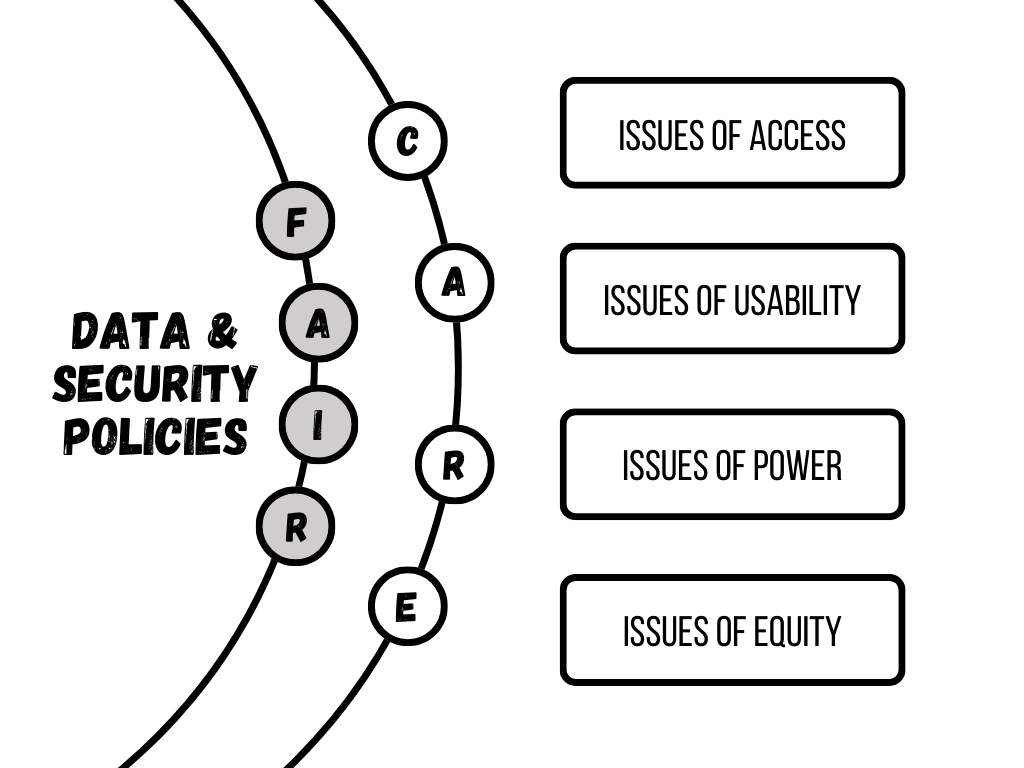 DATA &
SECURITY
POLICIES
F
A
I
R
C
A
R
E
ISSUES OF ACCESS
ISSUES OF USABILITY
ISSUES OF POWER
ISSUES OF EQUITY